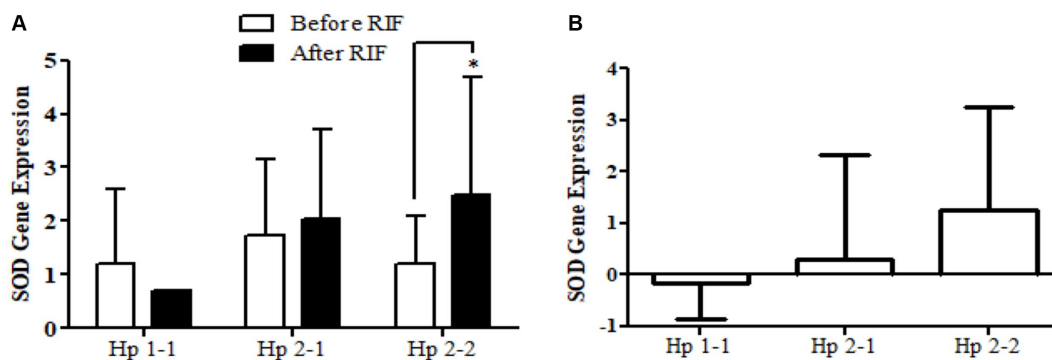 A
Before RIF
After RIF
SOD Gene Expression
5
4
3
2
1
0
*
Hp 1-1
Hp 2-1
Hp 2-2
B
SOD Gene Expression
4
3
2
1
0
-1
Hp 1-1
Hp 2-1
Hp 2-2